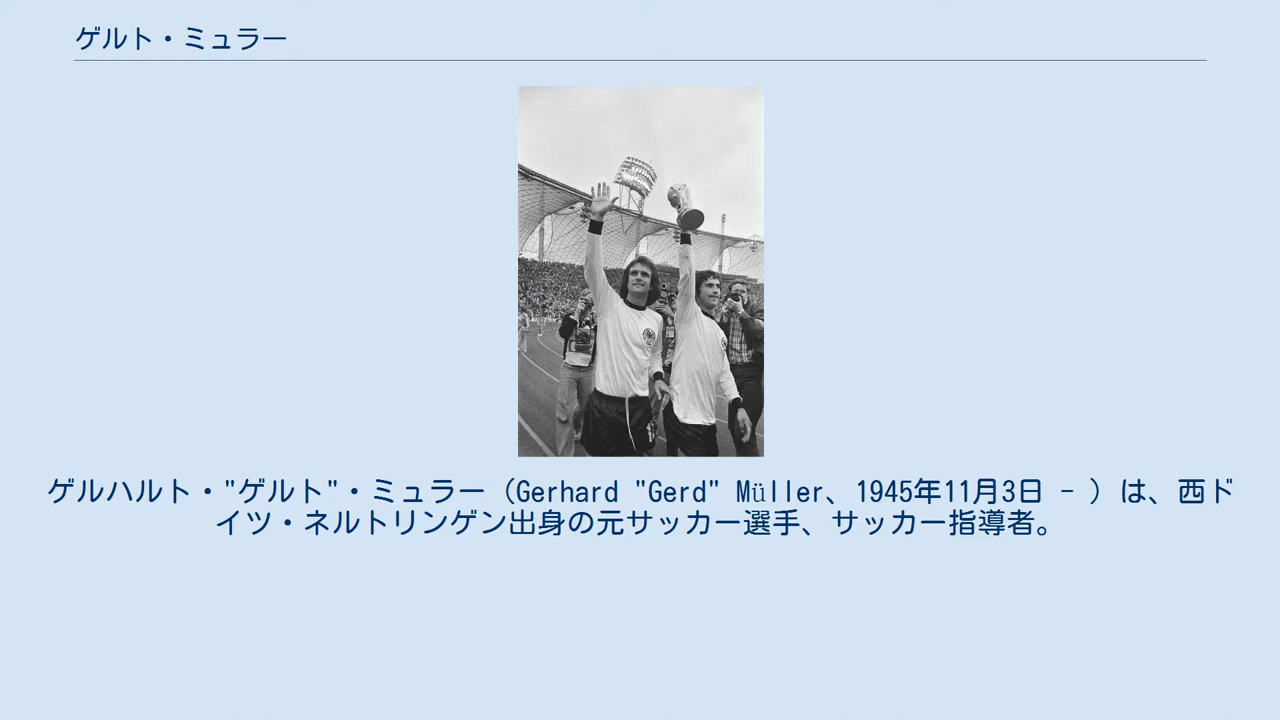 ゲルト・ミュラー
ゲルハルト・"ゲルト"・ミュラー（Gerhard "Gerd" Müller、1945年11月3日 - ）は、西ド
イツ・ネルトリンゲン出身の元サッカー選手、サッカー指導者。